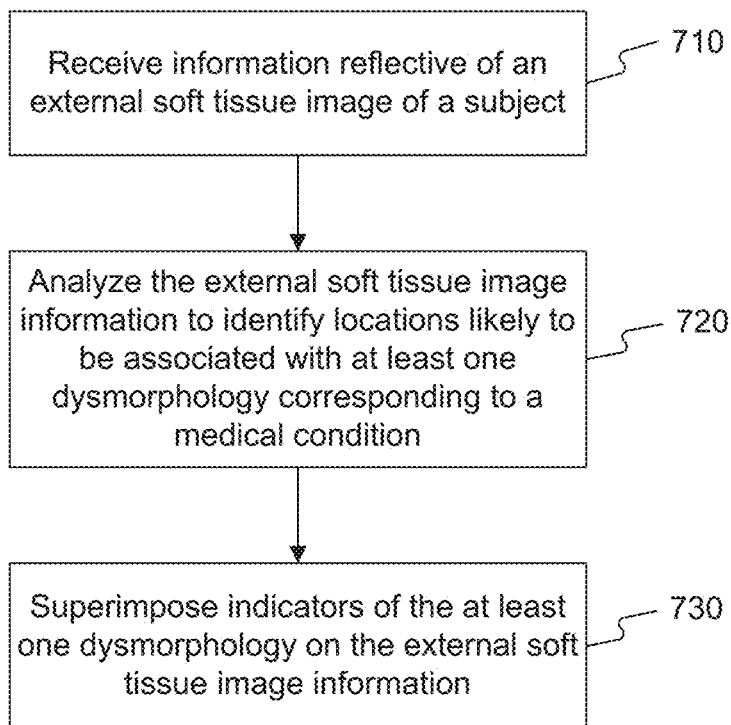 Receive information reflective of an
external soft tissue image of a subject
710
Analyze the external soft tissue image
information to identify locations likely to
be associated with at least one
dysmorphology corresponding to a
medical condition
720
Superimpose indicators of the at least
one dysmorphology on the external soft
tissue image information
730